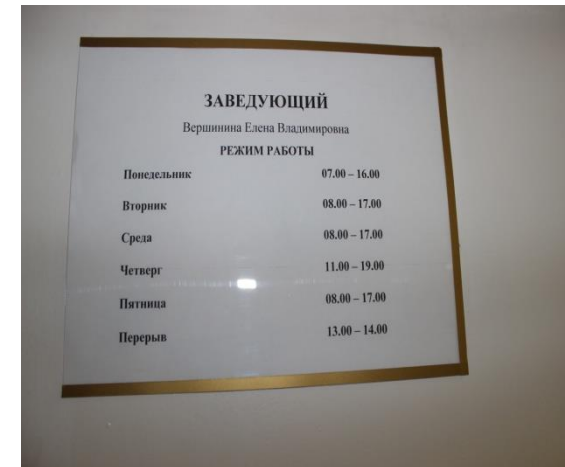 ЗАВЕДУЮЩИЙ
Вершинина Елена Владимировна
РЕЖИМ РАБОТЫ
Понедельник 07.00 – 16.00
Вторник 08.00 – 17.00
Среда 08.00 – 17.00
Четверг 11.00 – 19.00
Пятница 08.00 – 17.00
Перерыв 13.00 – 14.00